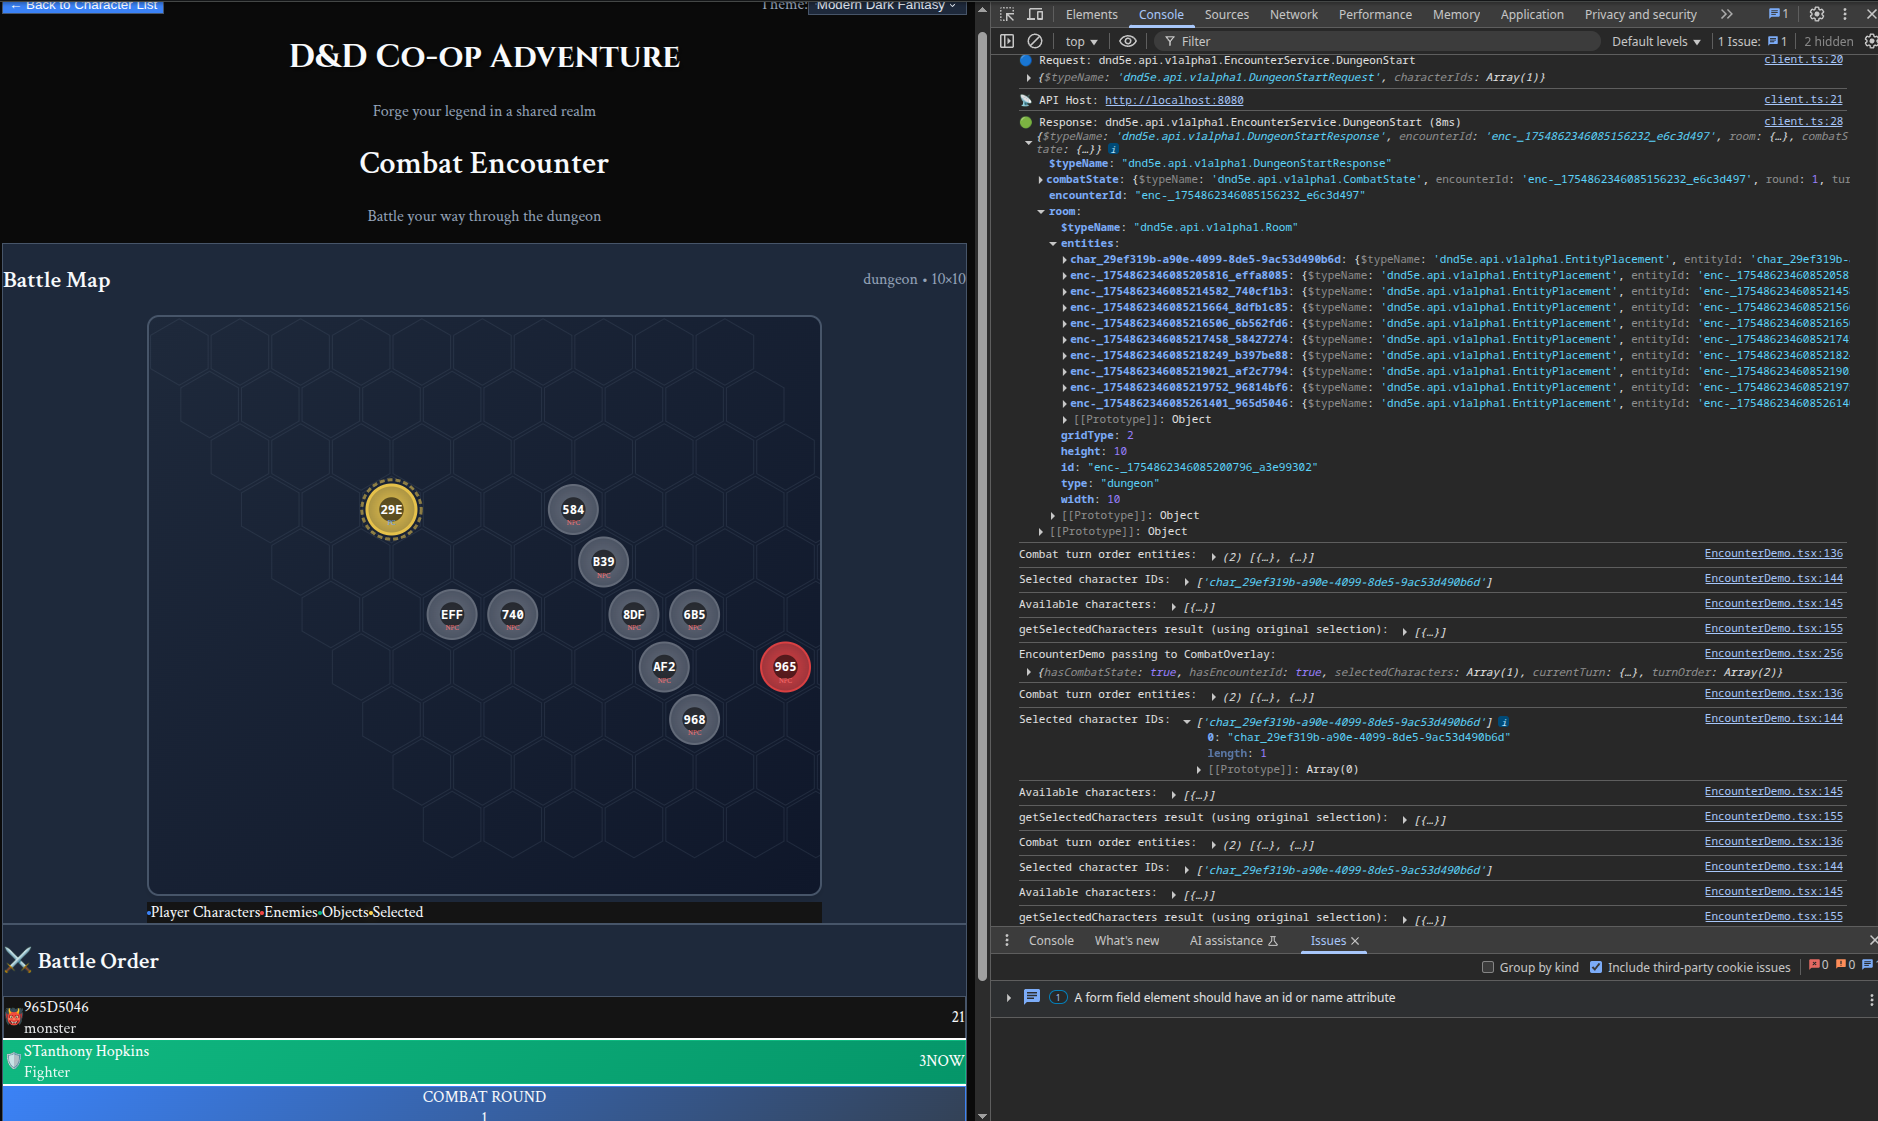 ← Back to Character List
Theme: Modern Dark Fantasy
D&D Co-op Adventure
Forge your legend in a shared realm
Combat Encounter
Battle your way through the dungeon
Battle Map
dungeon • 10×10
29E
584
NPC
B39
NPC
EFF
NPC
740
NPC
8DF
NPC
6B5
NPC
AF2
NPC
965
NPC
968
NPC
Player Characters Enemies Objects Selected
Battle Order
965D5046
monster
21
STanthony Hopkins
Fighter
3NOW
COMBAT ROUND
1
Elements Console Sources Network Performance Memory Application Privacy and security 1
top Filter Default levels 1 Issue: 1 2 hidden
Request: dnd5e.api.v1alpha1.EncounterService.DungeonStart client.ts:20
{$typeName: 'dnd5e.api.v1alpha1.DungeonStartRequest', characterIds: Array(1)}
API Host: http://localhost:8080 client.ts:21
Response: dnd5e.api.v1alpha1.EncounterService.DungeonStart (8ms) client.ts:28
{$typeName: 'dnd5e.api.v1alpha1.DungeonStartResponse', encounterId: 'enc-_1754862346085156232_e6c3d497', room: {…}, combatS
tate: {…}} i
$typeName: "dnd5e.api.v1alpha1.DungeonStartResponse"
combatState: {$typeName: 'dnd5e.api.v1alpha1.CombatState', encounterId: 'enc-_1754862346085156232_e6c3d497', round: 1, tur
encounterId: "enc-_1754862346085156232_e6c3d497"
room:
$typeName: "dnd5e.api.v1alpha1.Room"
entities:
char_29ef319b-a90e-4099-8de5-9ac53d490b6d: {$typeName: 'dnd5e.api.v1alpha1.EntityPlacement', entityId: 'char_29ef319b-
enc-_1754862346085205816_effa8085: {$typeName: 'dnd5e.api.v1alpha1.EntityPlacement', entityId: 'enc-_17548623460852058
enc-_1754862346085214582_740cf1b3: {$typeName: 'dnd5e.api.v1alpha1.EntityPlacement', entityId: 'enc-_17548623460852145
enc-_1754862346085215664_8dfb1c85: {$typeName: 'dnd5e.api.v1alpha1.EntityPlacement', entityId: 'enc-_17548623460852156
enc-_1754862346085216506_6b562fd6: {$typeName: 'dnd5e.api.v1alpha1.EntityPlacement', entityId: 'enc-_17548623460852165
enc-_1754862346085217458_58427274: {$typeName: 'dnd5e.api.v1alpha1.EntityPlacement', entityId: 'enc-_17548623460852174
enc-_1754862346085218249_b397be88: {$typeName: 'dnd5e.api.v1alpha1.EntityPlacement', entityId: 'enc-_17548623460852182
enc-_1754862346085219021_af2c7794: {$typeName: 'dnd5e.api.v1alpha1.EntityPlacement', entityId: 'enc-_17548623460852190
enc-_1754862346085219752_96814bf6: {$typeName: 'dnd5e.api.v1alpha1.EntityPlacement', entityId: 'enc-_17548623460852197
enc-_1754862346085261401_965d5046: {$typeName: 'dnd5e.api.v1alpha1.EntityPlacement', entityId: 'enc-_17548623460852614
[[Prototype]]: Object
gridType: 2
height: 10
id: "enc-_1754862346085200796_a3e99302"
type: "dungeon"
width: 10
[[Prototype]]: Object
[[Prototype]]: Object
Combat turn order entities: (2) [{…}, {…}] EncounterDemo.tsx:136
Selected character IDs: ['char_29ef319b-a90e-4099-8de5-9ac53d490b6d'] EncounterDemo.tsx:144
Available characters: [{…}] EncounterDemo.tsx:145
getSelectedCharacters result (using original selection): [{…}] EncounterDemo.tsx:155
EncounterDemo passing to CombatOverlay: EncounterDemo.tsx:256
{hasCombatState: true, hasEncounterId: true, selectedCharacters: Array(1), currentTurn: {…}, turnOrder: Array(2)}
Combat turn order entities: (2) [{…}, {…}] EncounterDemo.tsx:136
Selected character IDs: ['char_29ef319b-a90e-4099-8de5-9ac53d490b6d'] i EncounterDemo.tsx:144
0: "char_29ef319b-a90e-4099-8de5-9ac53d490b6d"
length: 1
[[Prototype]]: Array(0)
Available characters: [{…}] EncounterDemo.tsx:145
getSelectedCharacters result (using original selection): [{…}] EncounterDemo.tsx:155
Combat turn order entities: (2) [{…}, {…}] EncounterDemo.tsx:136
Selected character IDs: ['char_29ef319b-a90e-4099-8de5-9ac53d490b6d'] EncounterDemo.tsx:144
Available characters: [{…}] EncounterDemo.tsx:145
getSelectedCharacters result (using original selection): [{…}] EncounterDemo.tsx:155
Console What's new AI assistance Issues
Group by kind Include third-party cookie issues 0 0 1
1 A form field element should have an id or name attribute